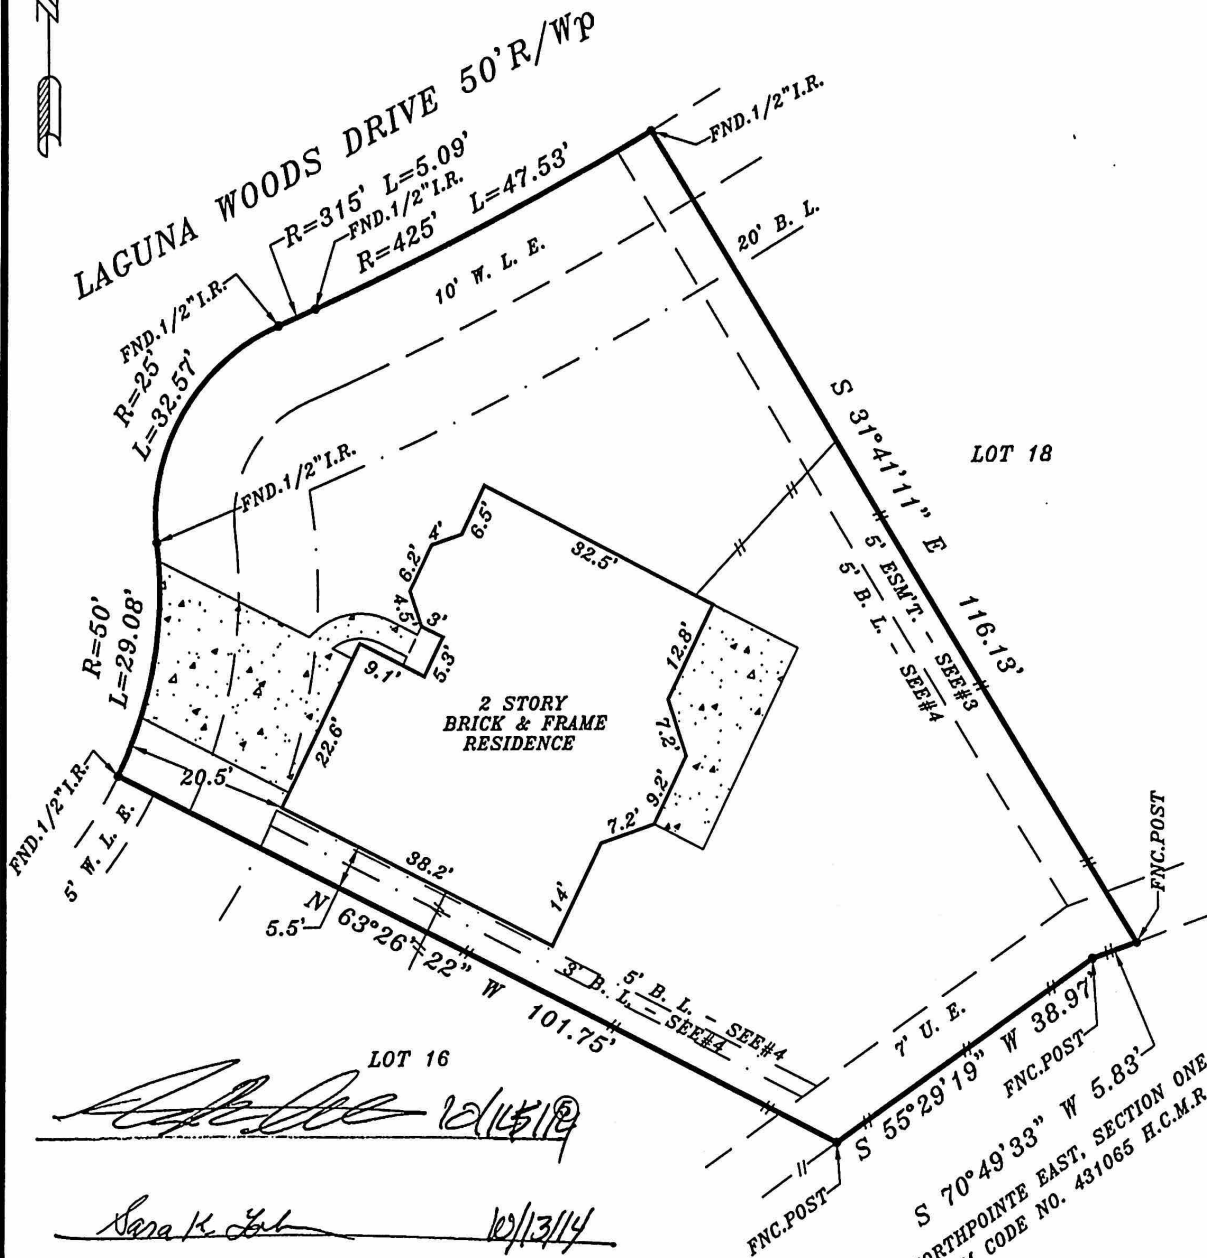 LAGUNA WOODS DRIVE 50' R/W
R=315' L=5.09'
FND.1/2"I.R.
R=425' L=47.53'
FND.1/2"I.R.
10' W. L. E.
20' B. L.
FND.1/2"I.R.
R=25'
L=32.57'
FND.1/2"I.R.
S 31°41'11" E 116.13'
LOT 18
5' ESM'T. - SEE#3
5' B. L. - SEE#4
6.5'
4'
6.2'
4.5'
3'
5.3'
9.1'
32.5'
12.8'
7.2'
9.2'
7.2'
14'
38.2'
22.6'
20.5'
5.5'
2 STORY
BRICK & FRAME
RESIDENCE
R=50'
L=29.08'
FND.1/2"I.R.
5' W. L. E.
N 63°26'22" W 101.75'
5' B. L. - SEE#4
3' B. L. - SEE#4
7' U. E.
FNC.POST
S 55°29'19" W 38.97'
FNC.POST
S 70°49'33" W 5.83'
FNC.POST
SECTION ONE
EAST,
CODE NO. 431065 H.C.M.R.
LOT 16
Sara K.
10/13/14